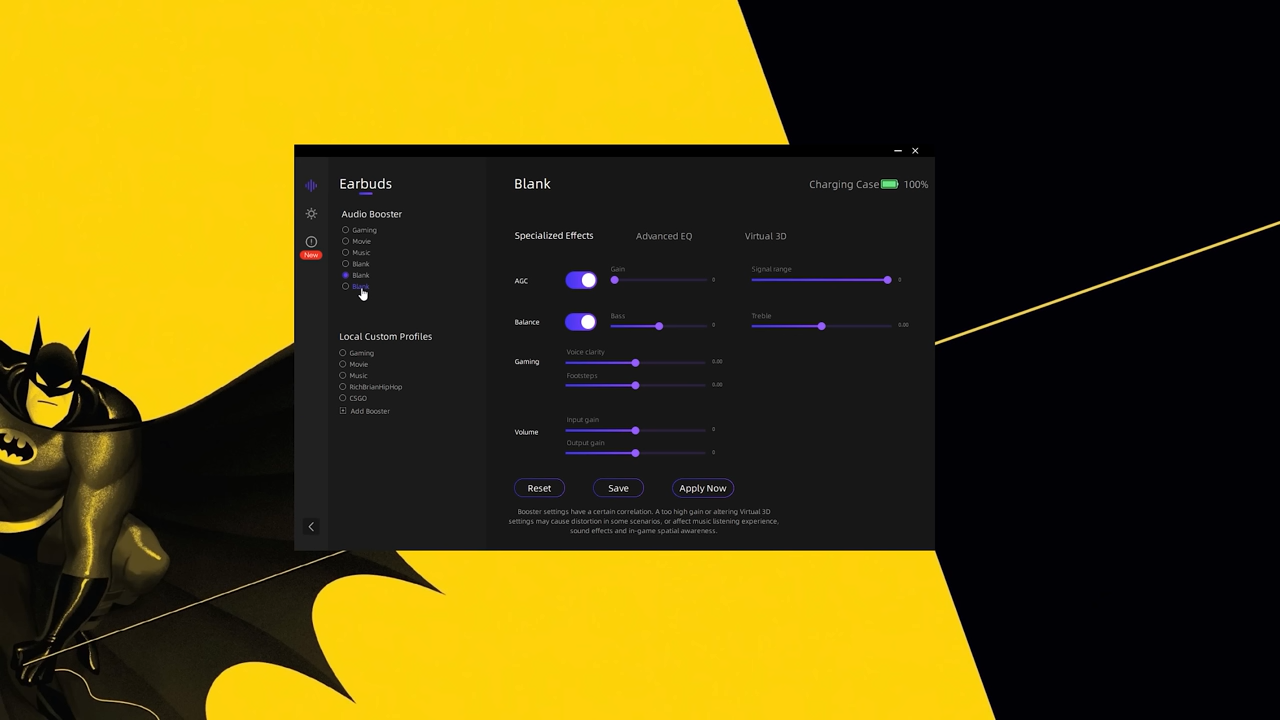 Earbuds
Audio Booster
Gaming
Movie
Music
Blank
Blank
Blank
New
Local Custom Profiles
Gaming
Movie
Music
RichBrianHipHop
CSGO
Add Booster
Blank
Charging Case 100%
Specialized Effects Advanced EQ Virtual 3D
AGC Gain 0 Signal range 0
Balance Bass 0 Treble 0.00
Gaming Voice clarity 0.00
Footsteps 0.00
Volume Input gain 0
Output gain 0
Reset Save Apply Now
Booster settings have a certain correlation. A too high gain or altering Virtual 3D
settings may cause distortion in some scenarios, or affect music listening experience,
sound effects and in-game spatial awareness.